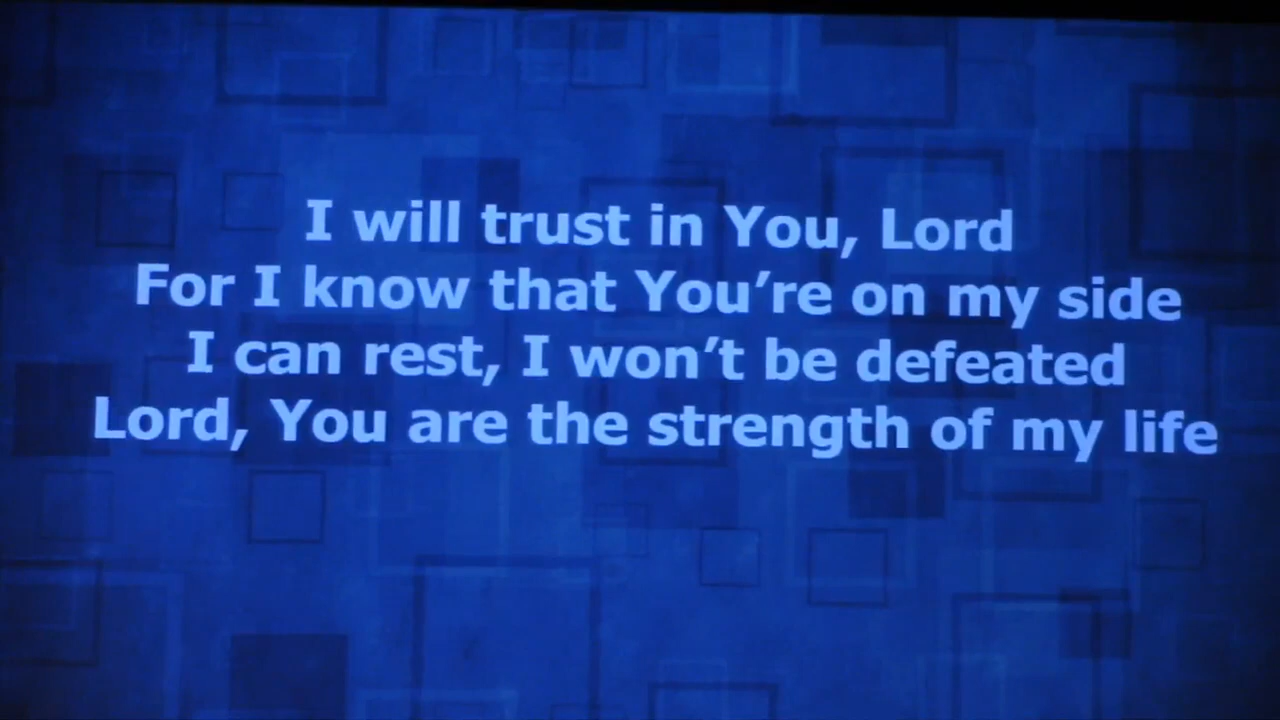 I will trust in You, Lord
For I know that You’re on my side
I can rest, I won’t be defeated
Lord, You are the strength of my life